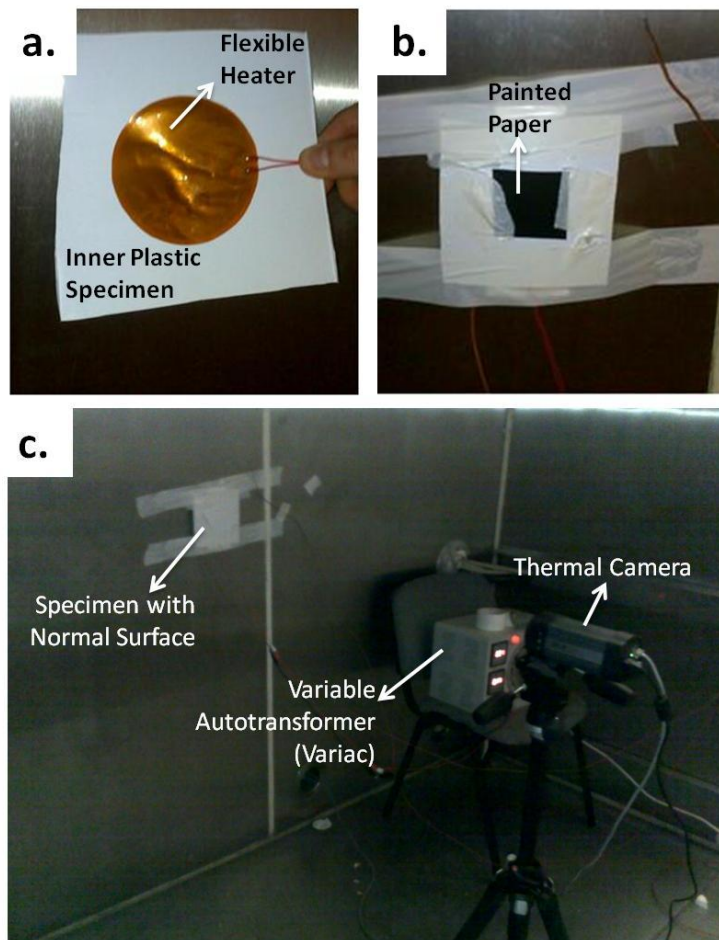 a.
Flexible
Heater
Inner Plastic
Specimen
b.
Painted
Paper
c.
Specimen with
Normal Surface
Thermal Camera
Variable
Autotransformer
(Variac)